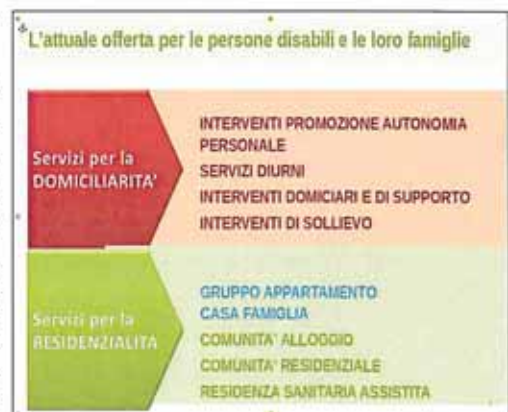 L'attuale offerta per le persone disabili e le loro famiglie
Servizi per la
DOMICILIARITA'
INTERVENTI PROMOZIONE AUTONOMIA
PERSONALE
SERVIZI DIURNI
INTERVENTI DOMICIARI E DI SUPPORTO
INTERVENTI DI SOLLIEVO
Servizi per la
RESIDENZIALITA
GRUPPO APPARTAMENTO
CASA FAMIGLIA
COMUNITA' ALLOGGIO
COMUNITA' RESIDENZIALE
RESIDENZA SANITARIA ASSISTITA